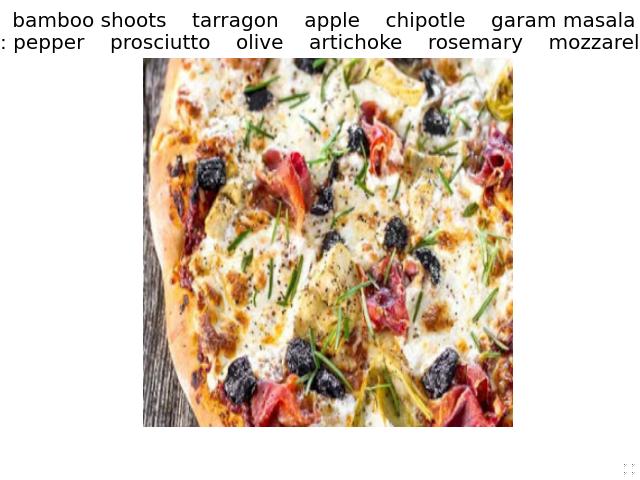 bamboo shoots tarragon apple chipotle garam masala
: pepper prosciutto olive artichoke rosemary mozzarel